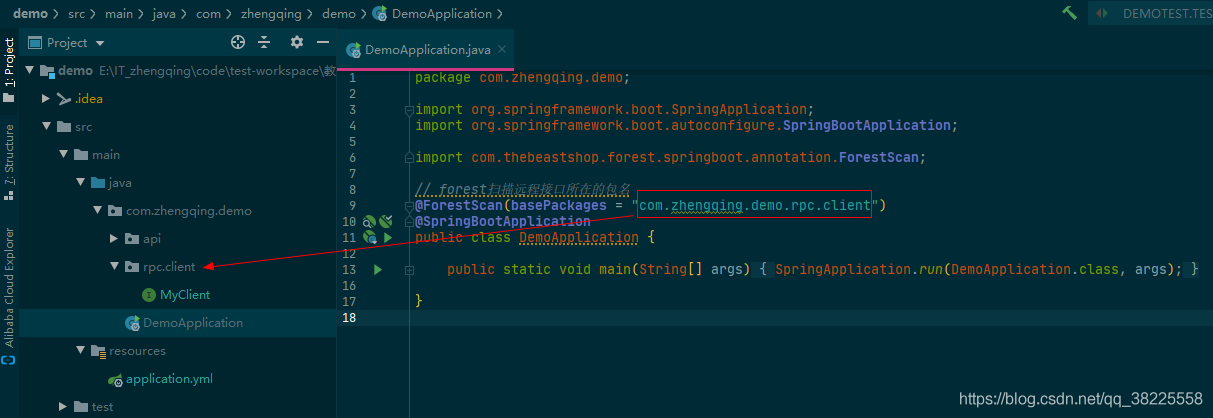 demo > src > main > java > com > zhengqing > demo > DemoApplication >
DEMOTEST.TES
1: Project
7: Structure
Alibaba Cloud Explorer
Project
demo E:\IT_zhengqing\code\test-workspace\教
.idea
src
main
java
com.zhengqing.demo
api
rpc.client
MyClient
DemoApplication
resources
application.yml
test
DemoApplication.java ×
1 package com.zhengqing.demo;
2
3 import org.springframework.boot.SpringApplication;
4 import org.springframework.boot.autoconfigure.SpringBootApplication;
5
6 import com.thebeastshop.forest.springboot.annotation.ForestScan;
7
8 // forest扫描远程接口所在的包名
9 @ForestScan(basePackages = "com.zhengqing.demo.rpc.client")
10 @SpringBootApplication
11 public class DemoApplication {
12
13 public static void main(String[] args) { SpringApplication.run(DemoApplication.class, args); }
16
17 }
18
https://blog.csdn.net/qq_38225558